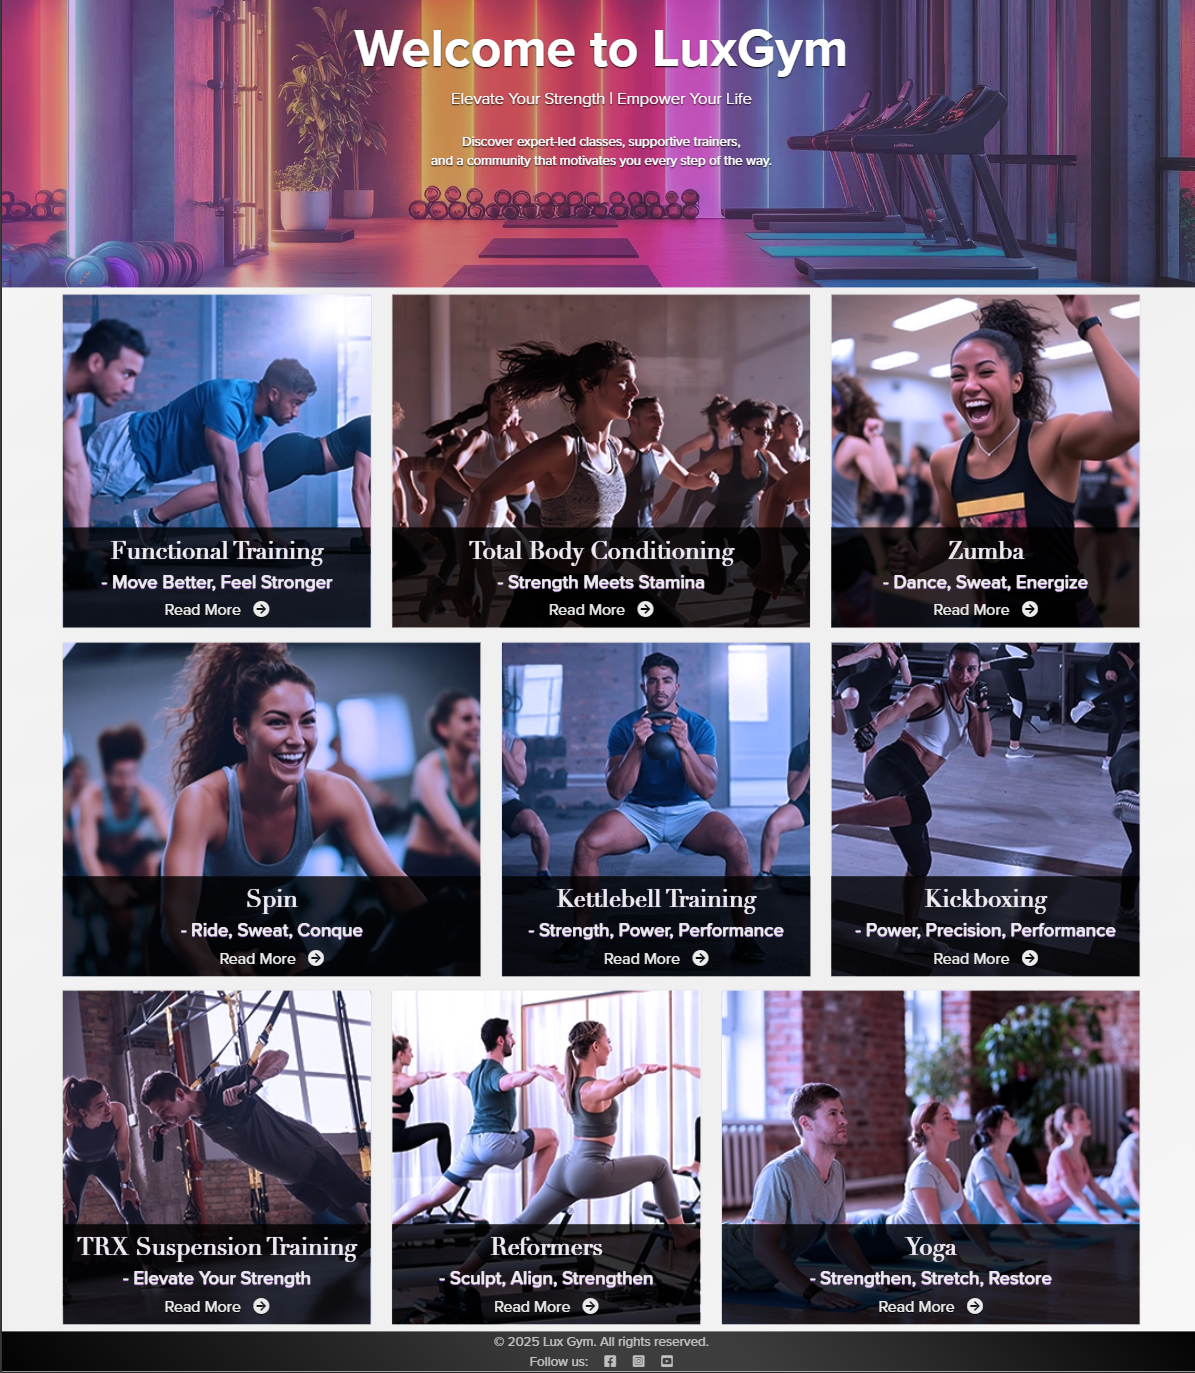 Welcome to LuxGym
Elevate Your Strength | Empower Your Life
Discover expert-led classes, supportive trainers,
and a community that motivates you every step of the way.
Functional Training
- Move Better, Feel Stronger
Read More
Total Body Conditioning
- Strength Meets Stamina
Read More
Zumba
- Dance, Sweat, Energize
Read More
Spin
- Ride, Sweat, Conque
Read More
Kettlebell Training
- Strength, Power, Performance
Read More
Kickboxing
- Power, Precision, Performance
Read More
TRX Suspension Training
- Elevate Your Strength
Read More
Reformers
- Sculpt, Align, Strengthen
Read More
Yoga
- Strengthen, Stretch, Restore
Read More
© 2025 Lux Gym. All rights reserved.
Follow us: